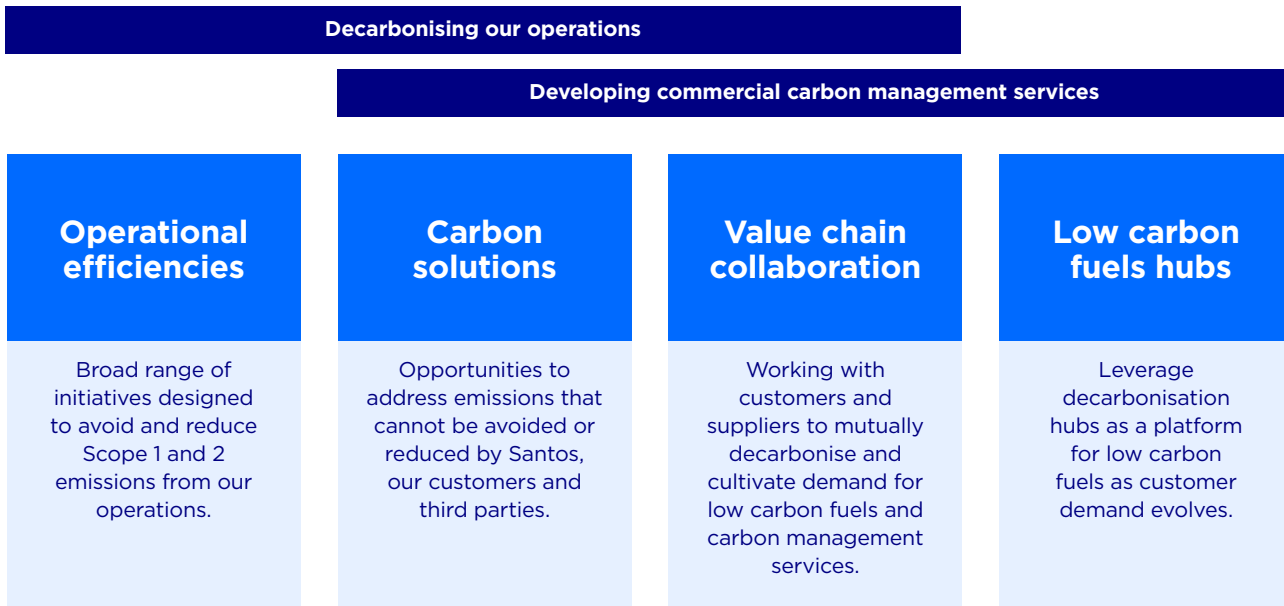 Decarbonising our operations
Developing commercial carbon management services
Operational
efficiencies
Broad range of
initiatives designed
to avoid and reduce
Scope 1 and 2
emissions from our
operations.
Carbon
solutions
Opportunities to
address emissions that
cannot be avoided or
reduced by Santos,
our customers and
third parties.
Value chain
collaboration
Working with
customers and
suppliers to mutually
decarbonise and
cultivate demand for
low carbon fuels and
carbon management
services.
Low carbon
fuels hubs
Leverage
decarbonisation
hubs as a platform
for low carbon
fuels as customer
demand evolves.